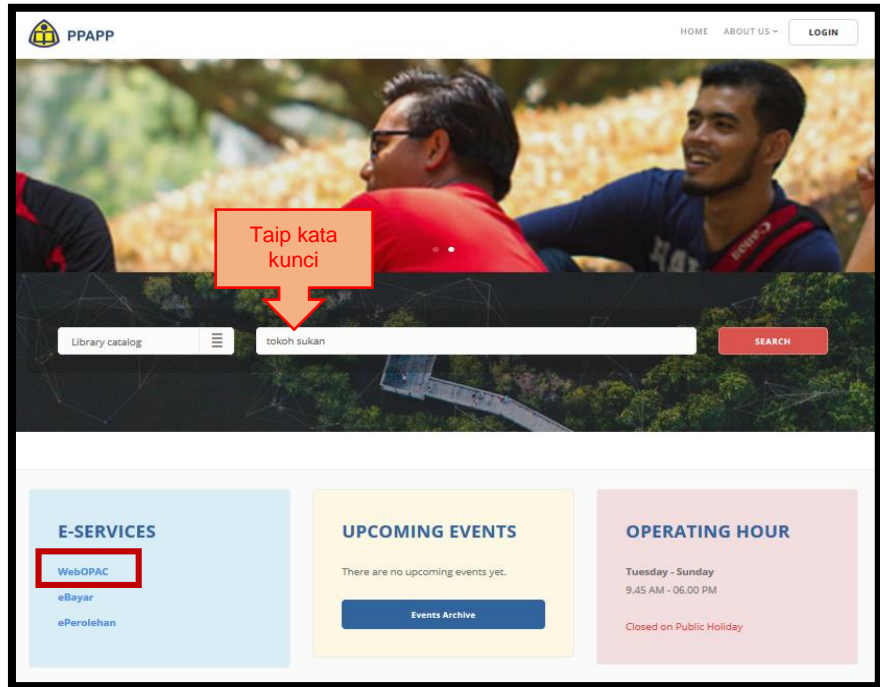 PPAPP
HOME ABOUT US LOGIN
Taip kata
kunci
Library catalog
tokoh sukan
SEARCH
E-SERVICES
WebOPAC
eBayar
ePerolehan
UPCOMING EVENTS
There are no upcoming events yet.
Events Archive
OPERATING HOUR
Tuesday - Sunday
9.45 AM - 06.00 PM
Closed on Public Holiday